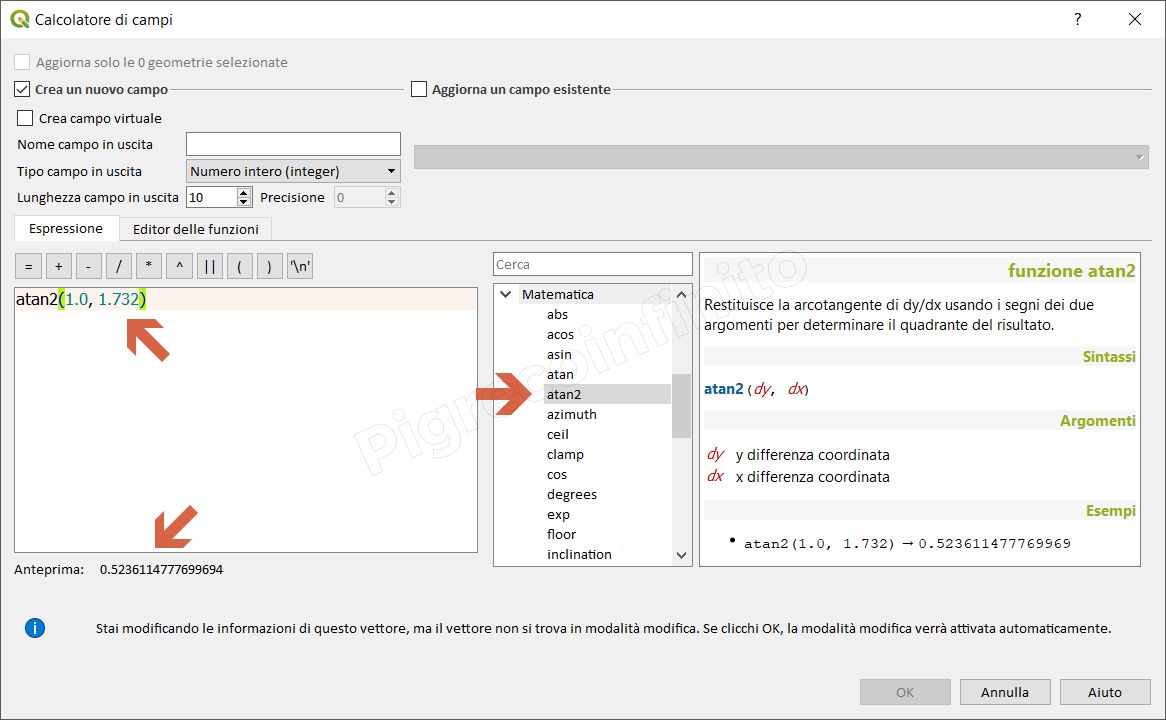 Calcolatore di campi
?
Aggiorna solo le 0 geometrie selezionate
Crea un nuovo campo
Aggiorna un campo esistente
Crea campo virtuale
Nome campo in uscita
Tipo campo in uscita Numero intero (integer)
Lunghezza campo in uscita 10 Precisione 0
Espressione Editor delle funzioni
= + - / * ^ || ( ) '\n'
atan2(1.0, 1.732)
Anteprima: 0.5236114777699694
Cerca
Matematica
abs
acos
asin
atan
atan2
azimuth
ceil
clamp
cos
degrees
exp
floor
inclination
funzione atan2
Restituisce la arcotangente di dy/dx usando i segni dei due
argomenti per determinare il quadrante del risultato.
Sintassi
atan2(dy, dx)
Argomenti
dy y differenza coordinata
dx x differenza coordinata
Esempi
• atan2(1.0, 1.732) → 0.523611477769969
Pigrecoinfinito
Stai modificando le informazioni di questo vettore, ma il vettore non si trova in modalità modifica. Se clicchi OK, la modalità modifica verrà attivata automaticamente.
OK Annulla Aiuto